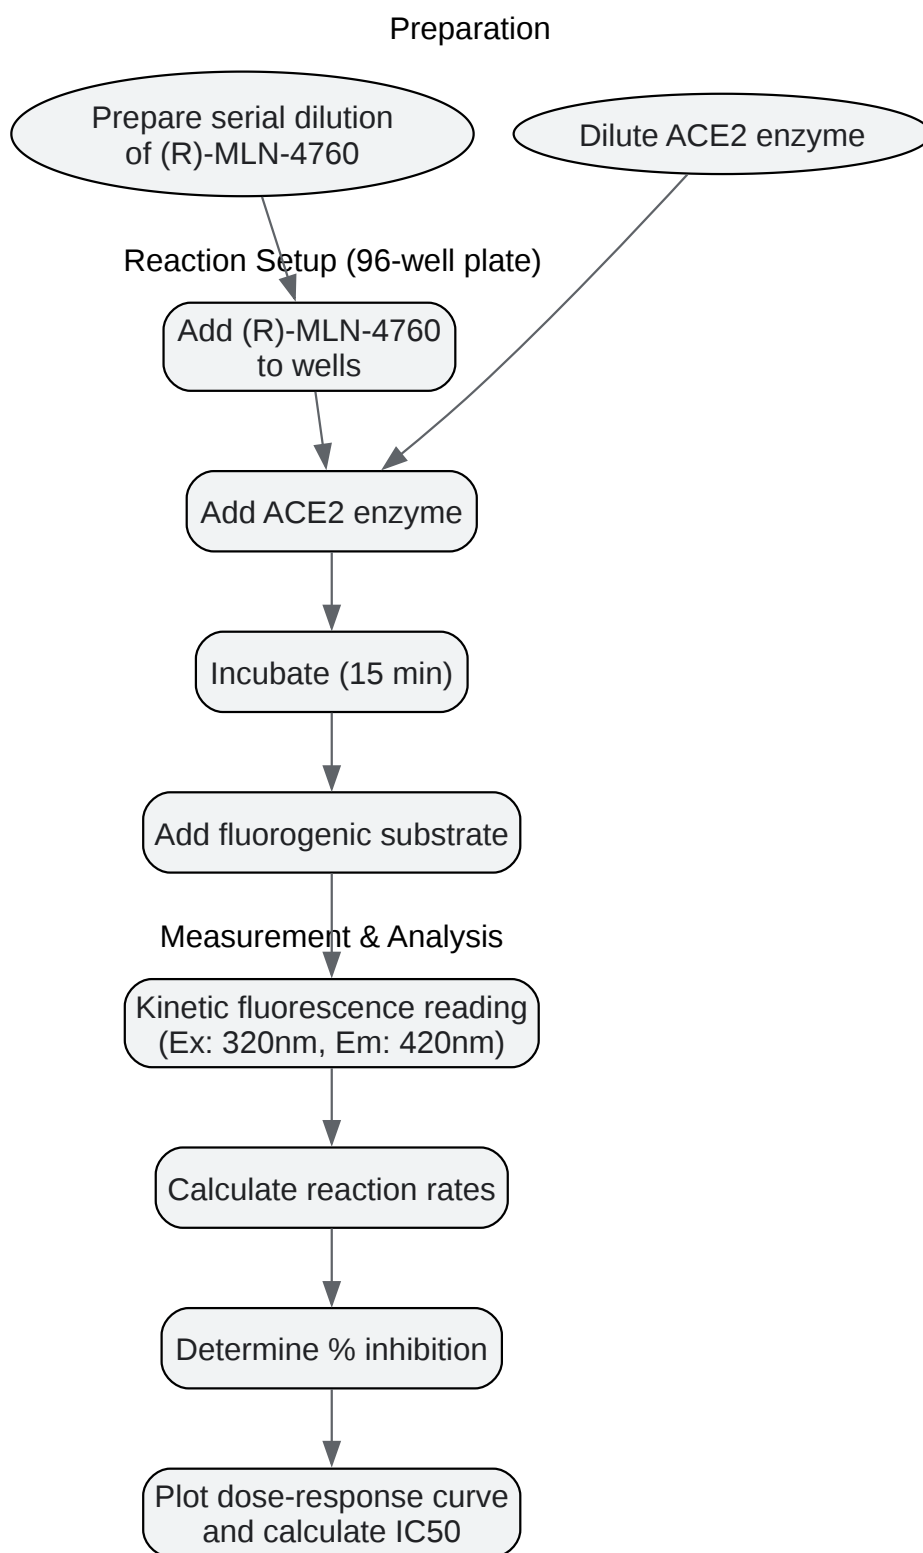 Preparation
Prepare serial dilution
of (R)-MLN-4760
Dilute ACE2 enzyme
Reaction Setup (96-well plate)
Add (R)-MLN-4760
to wells
Add ACE2 enzyme
Incubate (15 min)
Add fluorogenic substrate
Measurement & Analysis
Kinetic fluorescence reading
(Ex: 320nm, Em: 420nm)
Calculate reaction rates
Determine % inhibition
Plot dose-response curve
and calculate IC50